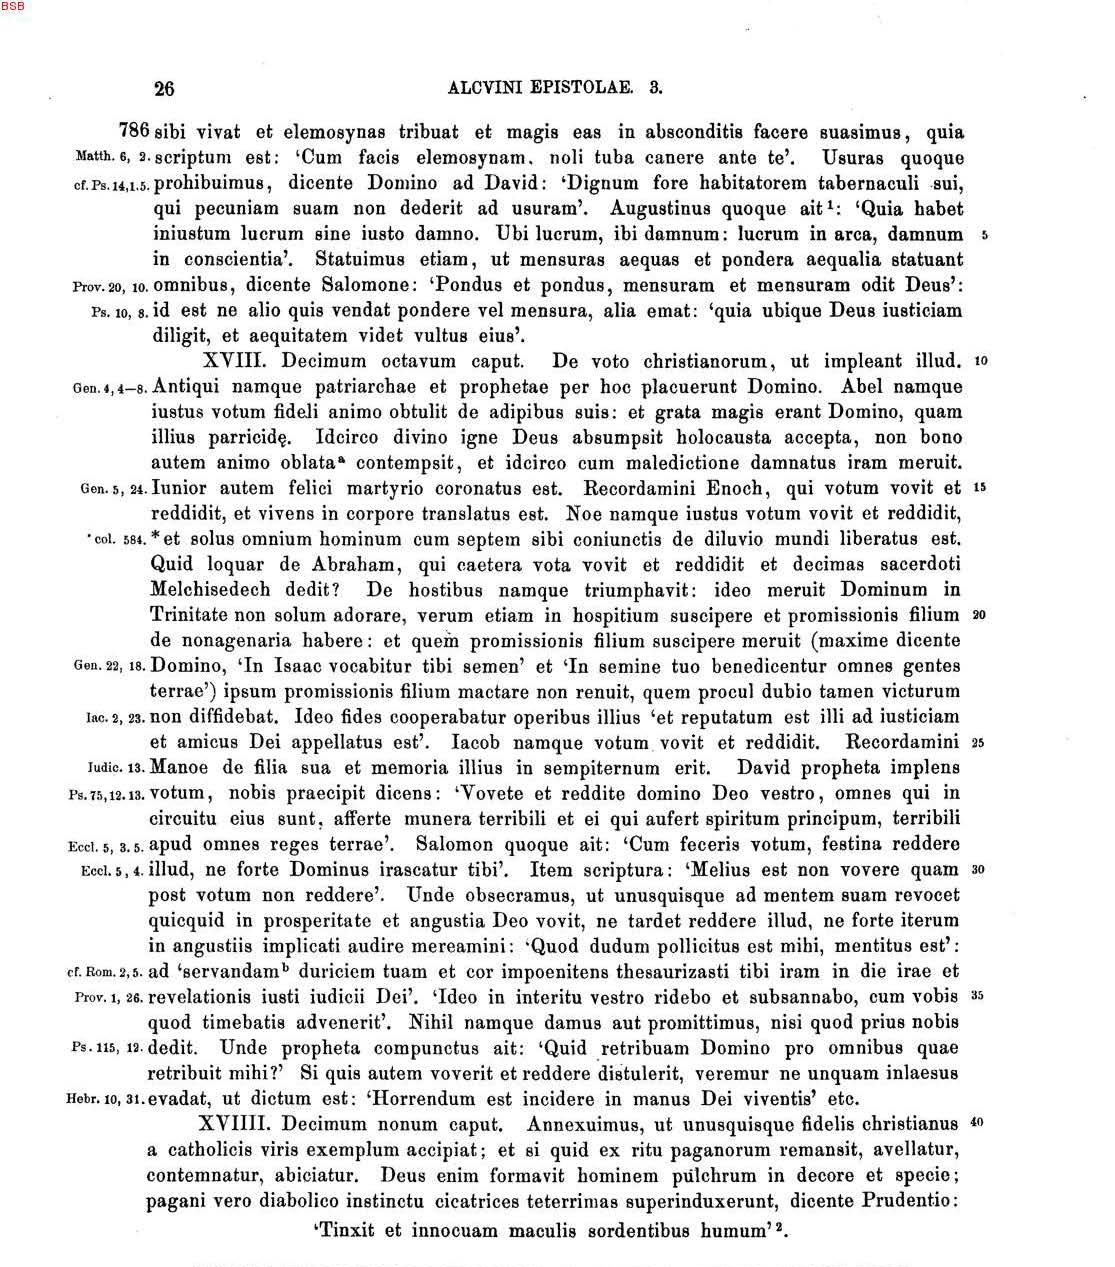 BSB
26 ALCVINI EPISTOLAE. 3.
786 sibi vivat et elemosynas tribuat et magis eas in absconditis facere suasimus, quia
Matth. 6, 2. scriptum est: ‘Cum facis elemosynam, noli tuba canere ante te’. Usuras quoque
cf. Ps. 14,1.5. prohibuimus, dicente Domino ad David: ‘Dignum fore habitatorem tabernaculi sui,
qui pecuniam suam non dederit ad usuram’. Augustinus quoque ait¹: ‘Quia habet
iniustum lucrum sine iusto damno. Ubi lucrum, ibi damnum: lucrum in arca, damnum 5
in conscientia’. Statuimus etiam, ut mensuras aequas et pondera aequalia statuant
Prov. 20, 10. omnibus, dicente Salomone: ‘Pondus et pondus, mensuram et mensuram odit Deus’:
Ps. 10, 8. id est ne alio quis vendat pondere vel mensura, alia emat: ‘quia ubique Deus iusticiam
diligit, et aequitatem videt vultus eius’.
XVIII. Decimum octavum caput. De voto christianorum, ut impleant illud. 10
Gen. 4, 4–8. Antiqui namque patriarchae et prophetae per hoc placuerunt Domino. Abel namque
iustus votum fideli animo obtulit de adipibus suis: et grata magis erant Domino, quam
illius parricidę. Idcirco divino igne Deus absumpsit holocausta accepta, non bono
autem animo oblataᵃ contempsit, et idcirco cum maledictione damnatus iram meruit.
Gen. 5, 24. Iunior autem felici martyrio coronatus est. Recordamini Enoch, qui votum vovit et 15
reddidit, et vivens in corpore translatus est. Noe namque iustus votum vovit et reddidit,
* col. 584. *et solus omnium hominum cum septem sibi coniunctis de diluvio mundi liberatus est.
Quid loquar de Abraham, qui caetera vota vovit et reddidit et decimas sacerdoti
Melchisedech dedit? De hostibus namque triumphavit: ideo meruit Dominum in
Trinitate non solum adorare, verum etiam in hospitium suscipere et promissionis filium 20
de nonagenaria habere: et quem promissionis filium suscipere meruit (maxime dicente
Gen. 22, 18. Domino, ‘In Isaac vocabitur tibi semen’ et ‘In semine tuo benedicentur omnes gentes
terrae’) ipsum promissionis filium mactare non renuit, quem procul dubio tamen victurum
Iac. 2, 23. non diffidebat. Ideo fides cooperabatur operibus illius ‘et reputatum est illi ad iusticiam
et amicus Dei appellatus est’. Iacob namque votum vovit et reddidit. Recordamini 25
Iudic. 13. Manoe de filia sua et memoria illius in sempiternum erit. David propheta implens
Ps. 75,12.13. votum, nobis praecipit dicens: ‘Vovete et reddite domino Deo vestro, omnes qui in
circuitu eius sunt, afferte munera terribili et ei qui aufert spiritum principum, terribili
Eccl. 5, 3. 5. apud omnes reges terrae’. Salomon quoque ait: ‘Cum feceris votum, festina reddere
Eccl. 5, 4. illud, ne forte Dominus irascatur tibi’. Item scriptura: ‘Melius est non vovere quam 30
post votum non reddere’. Unde obsecramus, ut unusquisque ad mentem suam revocet
quicquid in prosperitate et angustia Deo vovit, ne tardet reddere illud, ne forte iterum
in angustiis implicati audire mereamini: ‘Quod dudum pollicitus est mihi, mentitus est’:
cf. Rom. 2, 5. ad ‘servandamᵇ duriciem tuam et cor impoenitens thesaurizasti tibi iram in die irae et
Prov. 1, 26. revelationis iusti iudicii Dei’. ‘Ideo in interitu vestro ridebo et subsannabo, cum vobis 35
quod timebatis advenerit’. Nihil namque damus aut promittimus, nisi quod prius nobis
Ps. 115, 12. dedit. Unde propheta compunctus ait: ‘Quid retribuam Domino pro omnibus quae
retribuit mihi?’ Si quis autem voverit et reddere distulerit, veremur ne unquam inlaesus
Hebr. 10, 31. evadat, ut dictum est: ‘Horrendum est incidere in manus Dei viventis’ etc.
XVIIII. Decimum nonum caput. Annexuimus, ut unusquisque fidelis christianus 40
a catholicis viris exemplum accipiat; et si quid ex ritu paganorum remansit, avellatur,
contemnatur, abiciatur. Deus enim formavit hominem pulchrum in decore et specie;
pagani vero diabolico instinctu cicatrices teterrimas superinduxerunt, dicente Prudentio:
‘Tinxit et innocuam maculis sordentibus humum’².